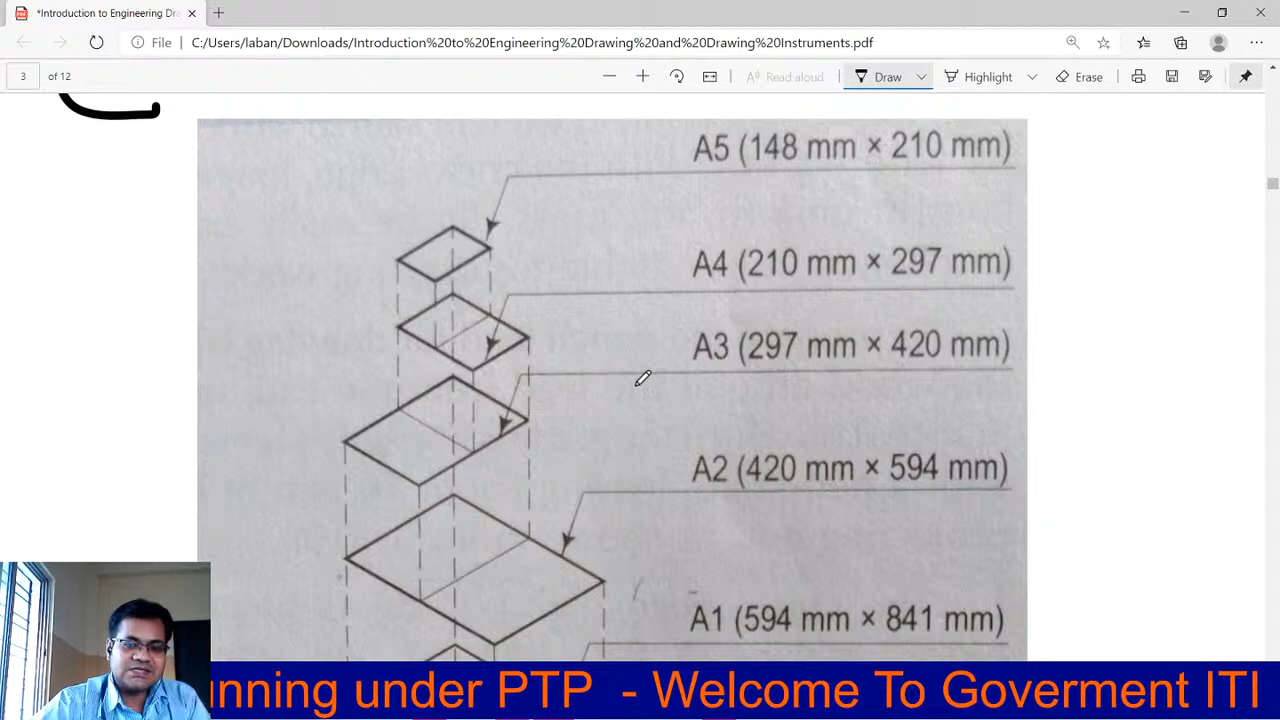 *Introduction to Engineering Dra
File
C:/Users/laban/Downloads/Introduction%20to%20Engineering%20Drawing%20and%20Drawing%20Instruments.pdf
3 of 12
Read aloud
Draw
Highlight
Erase
A5 (148 mm × 210 mm)
A4 (210 mm × 297 mm)
A3 (297 mm × 420 mm)
A2 (420 mm × 594 mm)
A1 (594 mm × 841 mm)
unning under PTP - Welcome To Goverment ITI